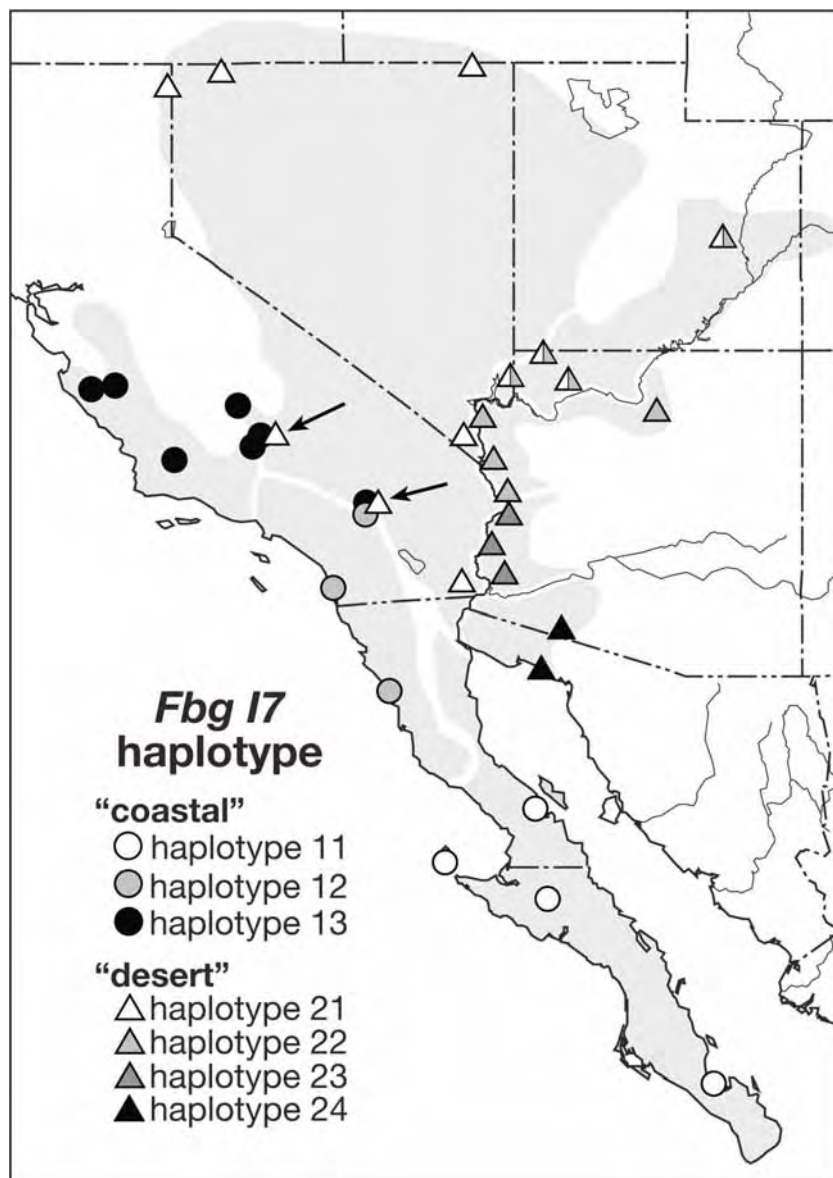 Fbg I7
haplotype
“coastal”
haplotype 11
haplotype 12
haplotype 13
“desert”
haplotype 21
haplotype 22
haplotype 23
haplotype 24